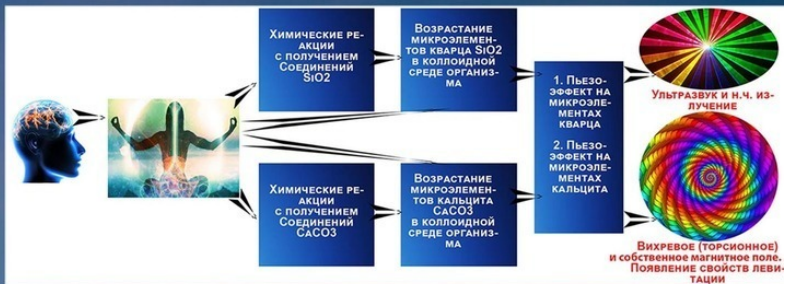 Химические ре-
акции
с получением
Соединений
SiO2
Возрастание
микроэлемен-
тов кварца SiO2
в коллоидной
среде организ-
ма
1. Пьезо-
эффект на
микроэле-
ментах
кварца
2. Пьезо-
эффект на
микроэле-
ментах
кальцита
Ультразвук и н.ч. из-
лучение
Химические ре-
акции
с получением
Соединений
CaCO3
Возрастание
микроэлемен-
тов кальцита
CaCO3
в коллоидной
среде организ-
ма
Вихревое (торсионное)
и собственное магнитное поле.
Появление свойств леви-
тации